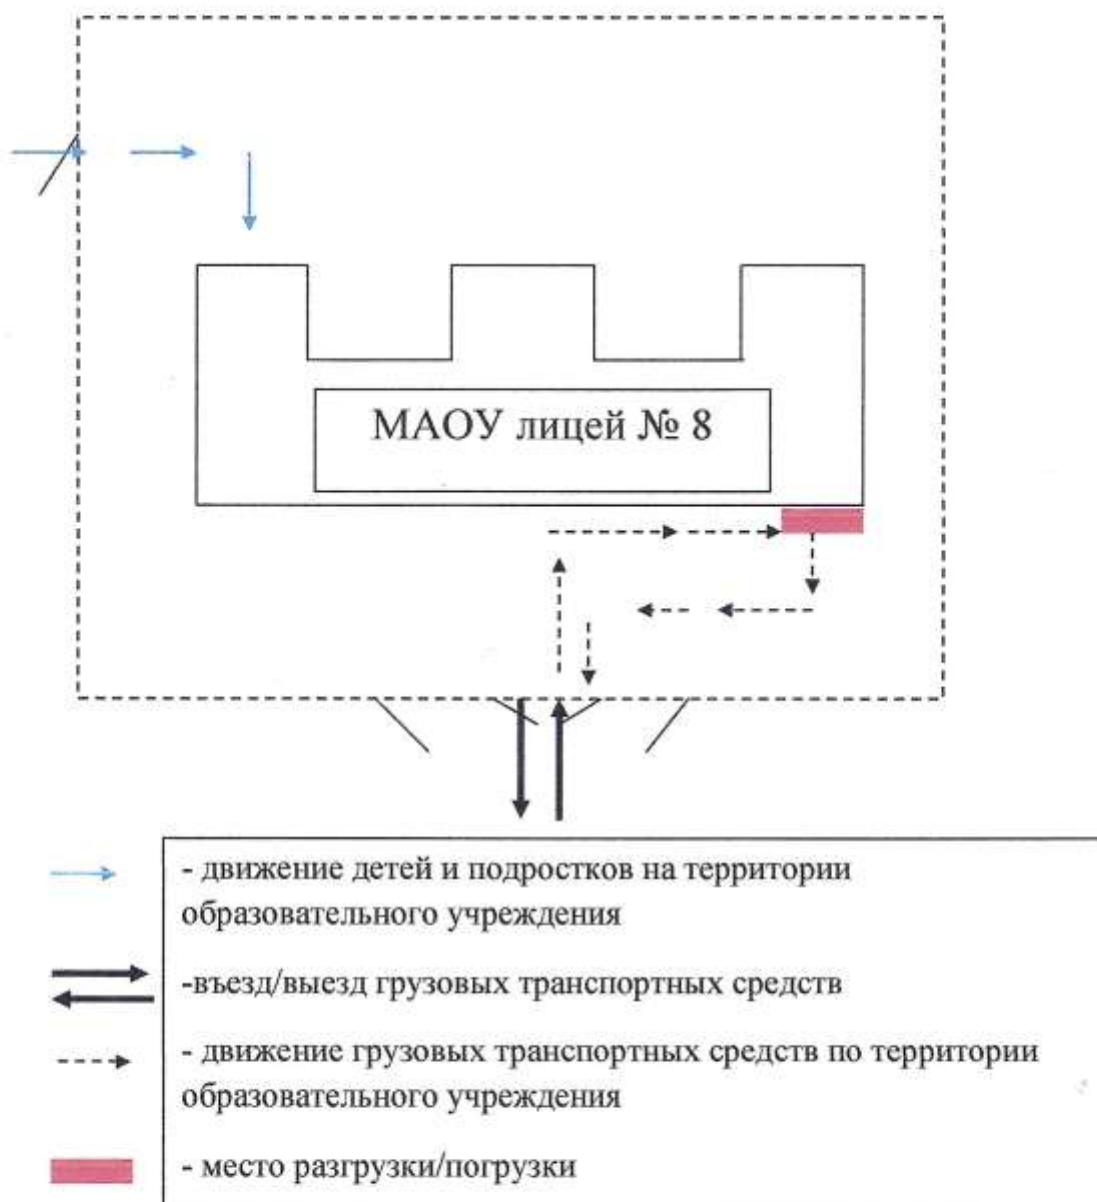 МАОУ лицей № 8
- движение детей и подростков на территории
образовательного учреждения
-въезд/выезд грузовых транспортных средств
- движение грузовых транспортных средств по территории
образовательного учреждения
- место разгрузки/погрузки